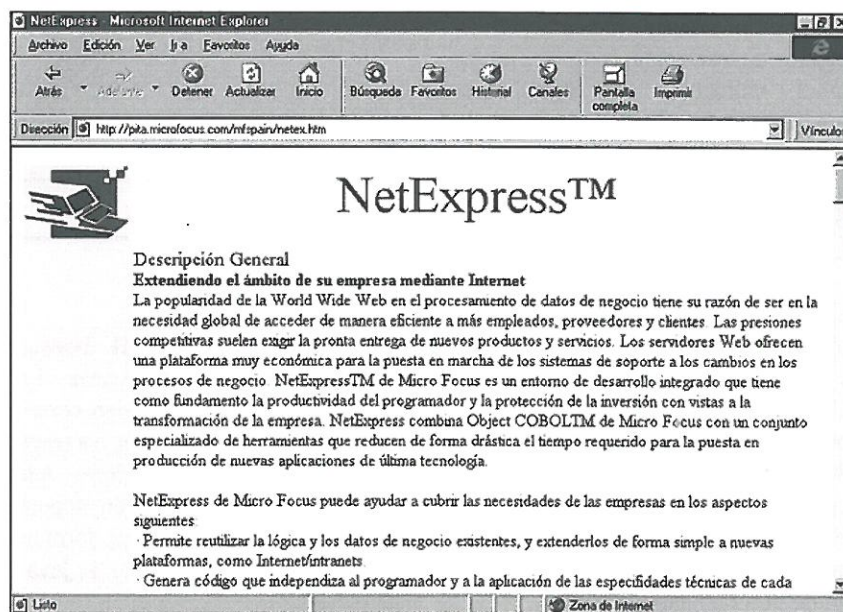 NetExpress - Microsoft Internet Explorer
Archivo Edición Ver Ir a Favoritos Ayuda
Atrás Adelante Detener Actualizar Inicio Búsqueda Favoritos Historial Canales Pantalla completa Imprimir
Dirección http://pita.microfocus.com/mfspain/netex.htm Vínculos
NetExpress™
Descripción General
Extendiendo el ámbito de su empresa mediante Internet
La popularidad de la World Wide Web en el procesamiento de datos de negocio tiene su razón de ser en la
necesidad global de acceder de manera eficiente a más empleados, proveedores y clientes. Las presiones
competitivas suelen exigir la pronta entrega de nuevos productos y servicios. Los servidores Web ofrecen
una plataforma muy económica para la puesta en marcha de los sistemas de soporte a los cambios en los
procesos de negocio. NetExpressTM de Micro Focus es un entorno de desarrollo integrado que tiene
como fundamento la productividad del programador y la protección de la inversión con vistas a la
transformación de la empresa. NetExpress combina Object COBOLTM de Micro Focus con un conjunto
especializado de herramientas que reducen de forma drástica el tiempo requerido para la puesta en
producción de nuevas aplicaciones de última tecnología.
NetExpress de Micro Focus puede ayudar a cubrir las necesidades de las empresas en los aspectos
siguientes:
· Permite reutilizar la lógica y los datos de negocio existentes, y extenderlos de forma simple a nuevas
plataformas, como Internet/intranets.
· Genera código que independiza al programador y a la aplicación de las especifidades técnicas de cada
Listo Zona de Internet